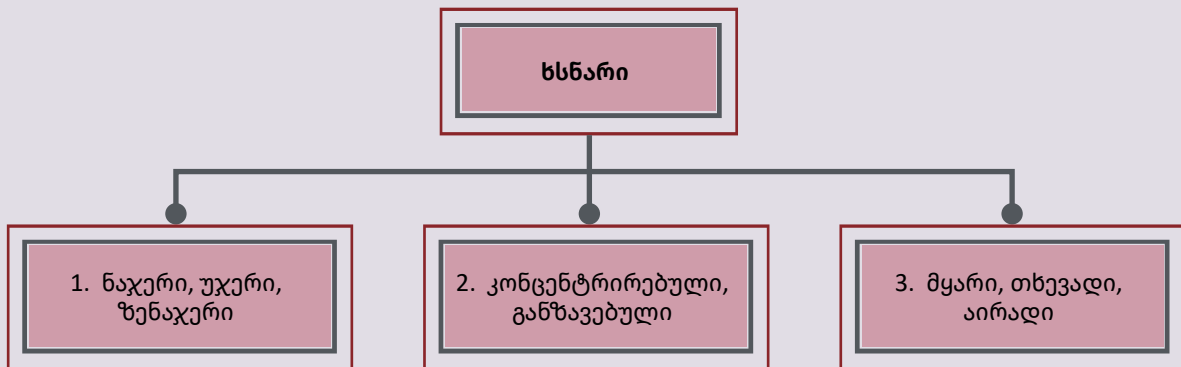 ხსნარი
1. ნაჯერი, უჯერი,
ზენაჯერი
2. კონცენტრირებული,
განზავებული
3. მყარი, თხევადი,
აირადი